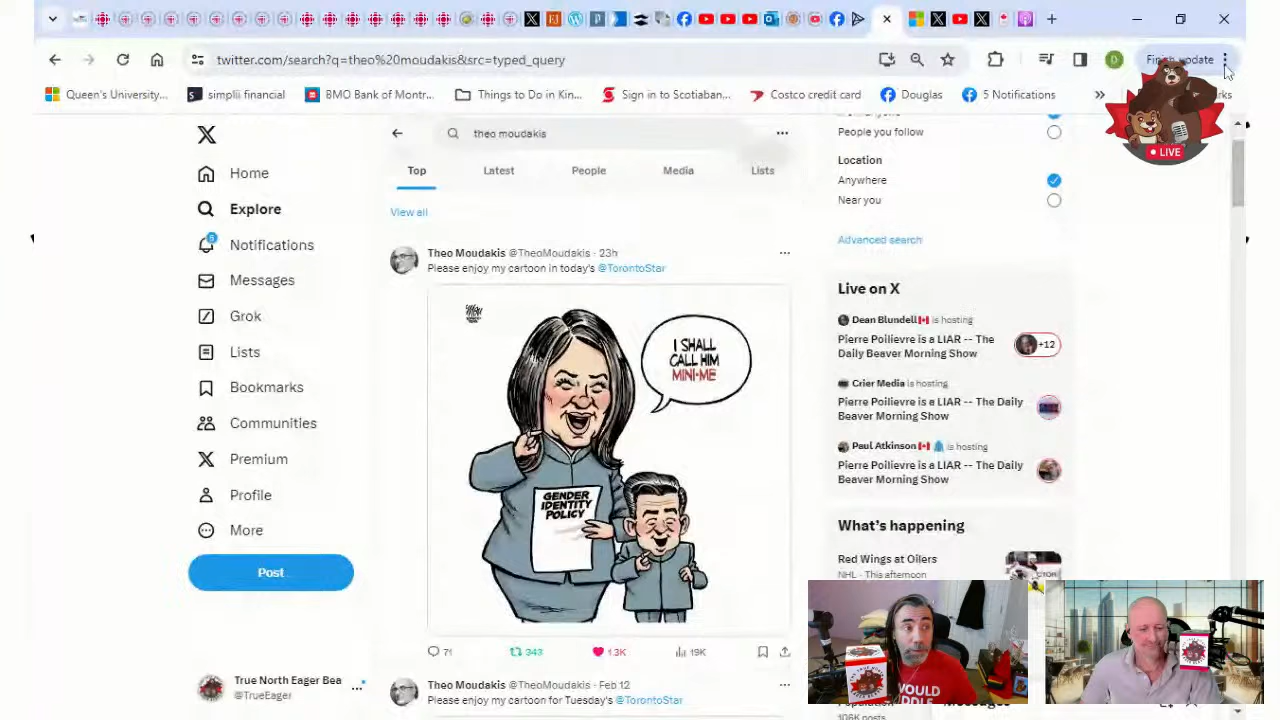 twitter.com/search?q=theo%20moudakis&src=typed_query
Queen's University...
simplii financial
BMO Bank of Montr...
Things to Do in Kin...
Sign in to Scotiaban...
Costco credit card
Douglas
5 Notifications
»
LIVE
theo moudakis
Top
Latest
People
Media
Lists
View all
Home
Explore
5
Notifications
Messages
Grok
Lists
Bookmarks
Communities
Premium
Profile
More
Post
True North Eager Bea
@TrueEager
Theo Moudakis @TheoMoudakis · 23h
Please enjoy my cartoon in today's @TorontoStar
I SHALL
CALL HIM
MINI-ME
GENDER
IDENTITY
POLICY
71
343
1.3K
19K
Theo Moudakis @TheoMoudakis · Feb 12
Please enjoy my cartoon for Tuesday's @TorontoStar
People you follow
Location
Anywhere
Near you
Advanced search
Live on X
Dean Blundell is hosting
Pierre Poilievre is a LIAR -- The
Daily Beaver Morning Show
+12
Crier Media is hosting
Pierre Poilievre is a LIAR -- The Daily
Beaver Morning Show
Paul Atkinson is hosting
Pierre Poilievre is a LIAR -- The Daily
Beaver Morning Show
What's happening
Red Wings at Oilers
NHL · This afternoon
106K posts
WOULD